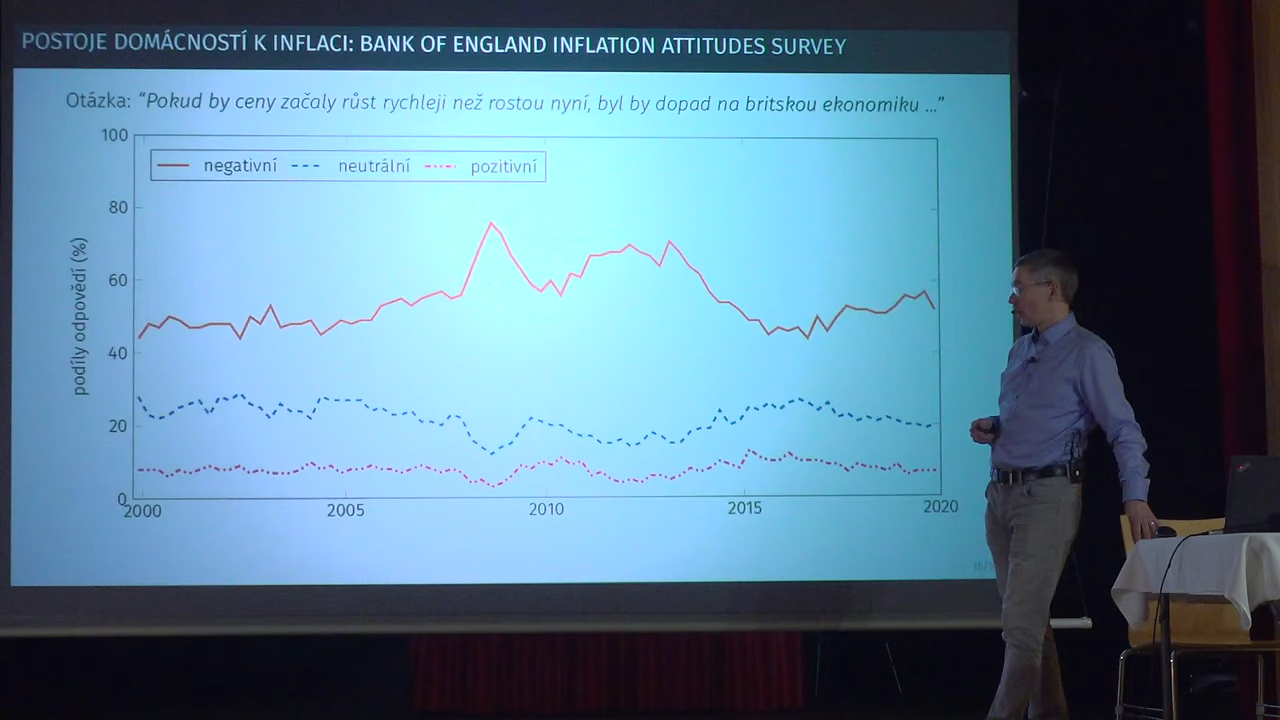 POSTOJE DOMÁCNOSTÍ K INFLACI: BANK OF ENGLAND INFLATION ATTITUDES SURVEY
Otázka: “Pokud by ceny začaly růst rychleji než rostou nyní, byl by dopad na britskou ekonomiku ...”
100
negativní neutrální pozitivní
80
60
40
20
0
podíly odpovědí (%)
2000 2005 2010 2015 2020